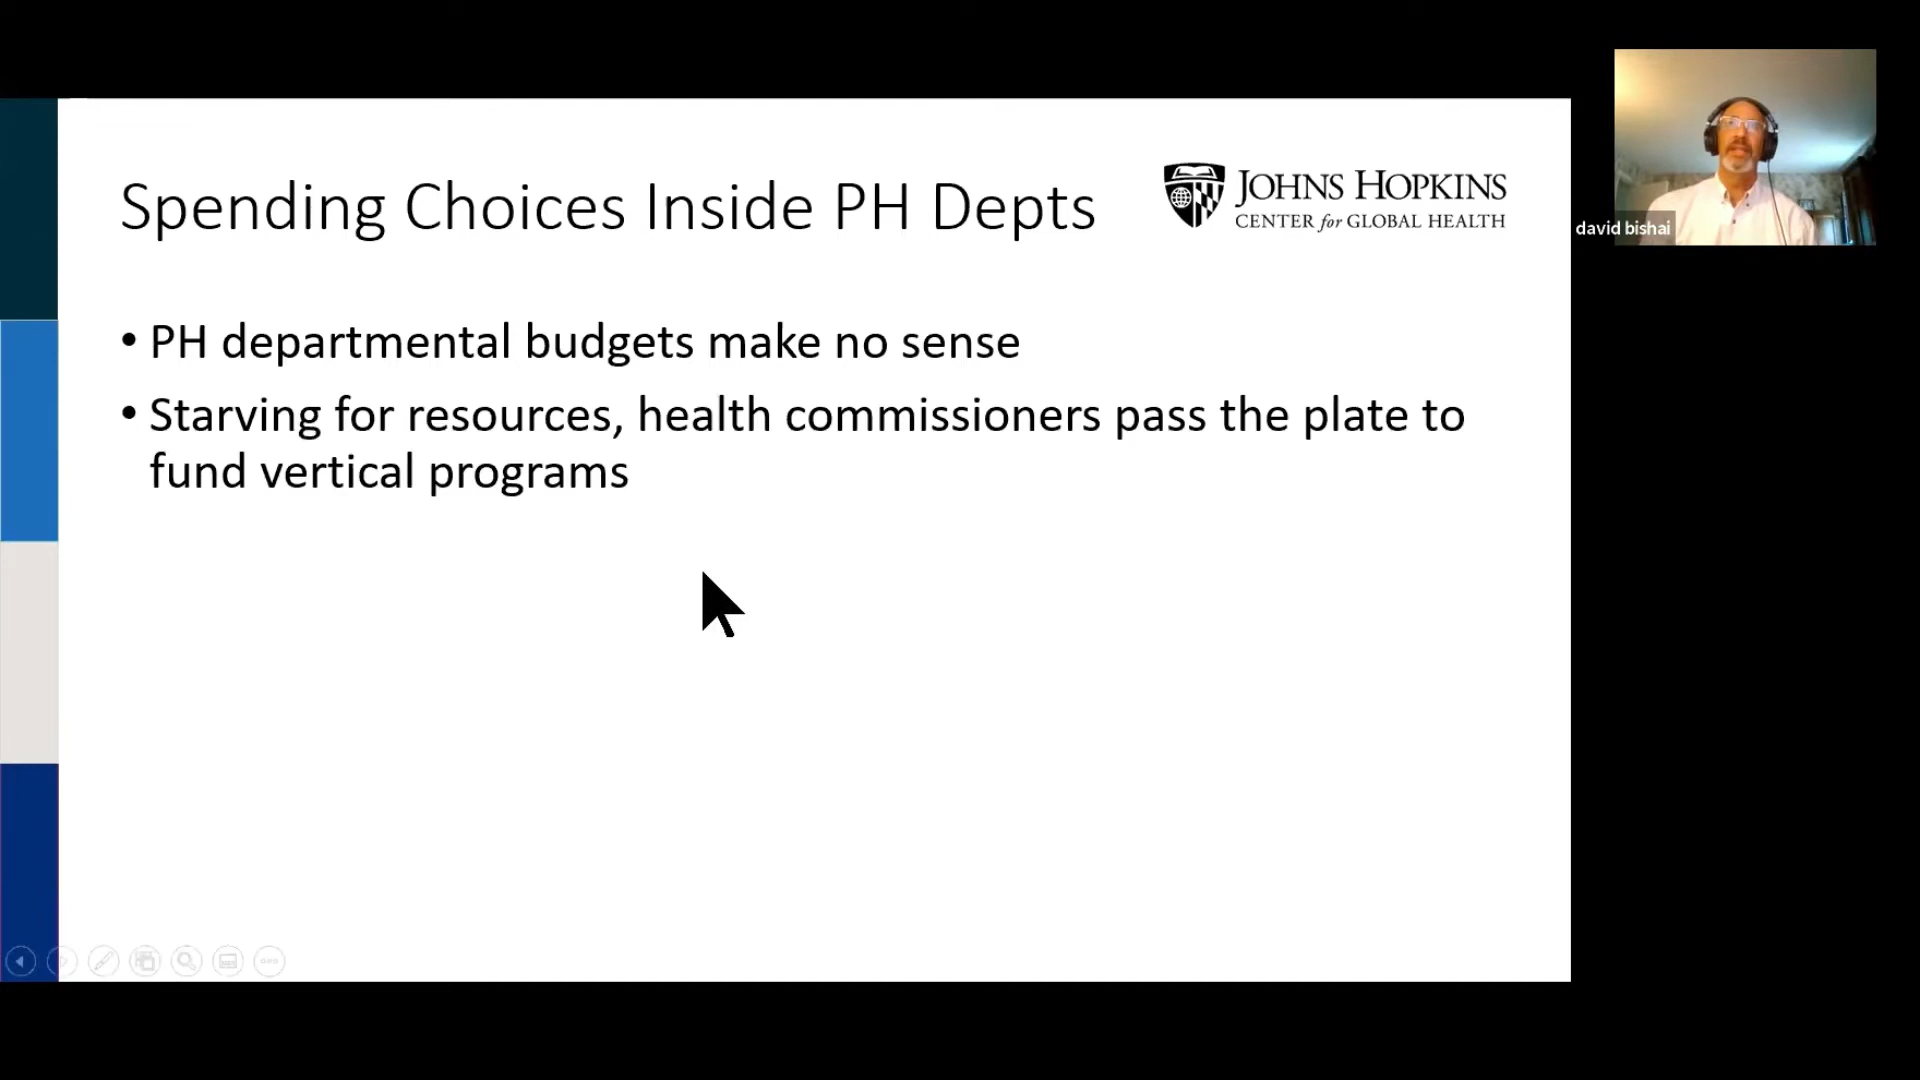 Spending Choices Inside PH Depts
JOHNS HOPKINS
CENTER for GLOBAL HEALTH
david bishai
• PH departmental budgets make no sense
• Starving for resources, health commissioners pass the plate to
fund vertical programs